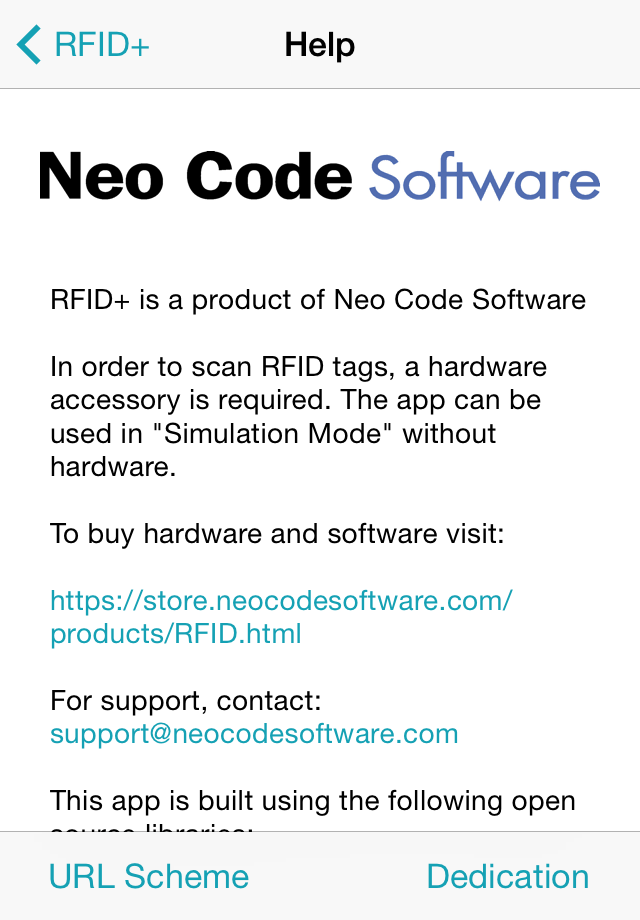 RFID+
Help
Neo Code Software
RFID+ is a product of Neo Code Software
In order to scan RFID tags, a hardware
accessory is required. The app can be
used in "Simulation Mode" without
hardware.
To buy hardware and software visit:
https://store.neocodesoftware.com/
products/RFID.html
For support, contact:
support@neocodesoftware.com
This app is built using the following open
source libraries:
URL Scheme
Dedication